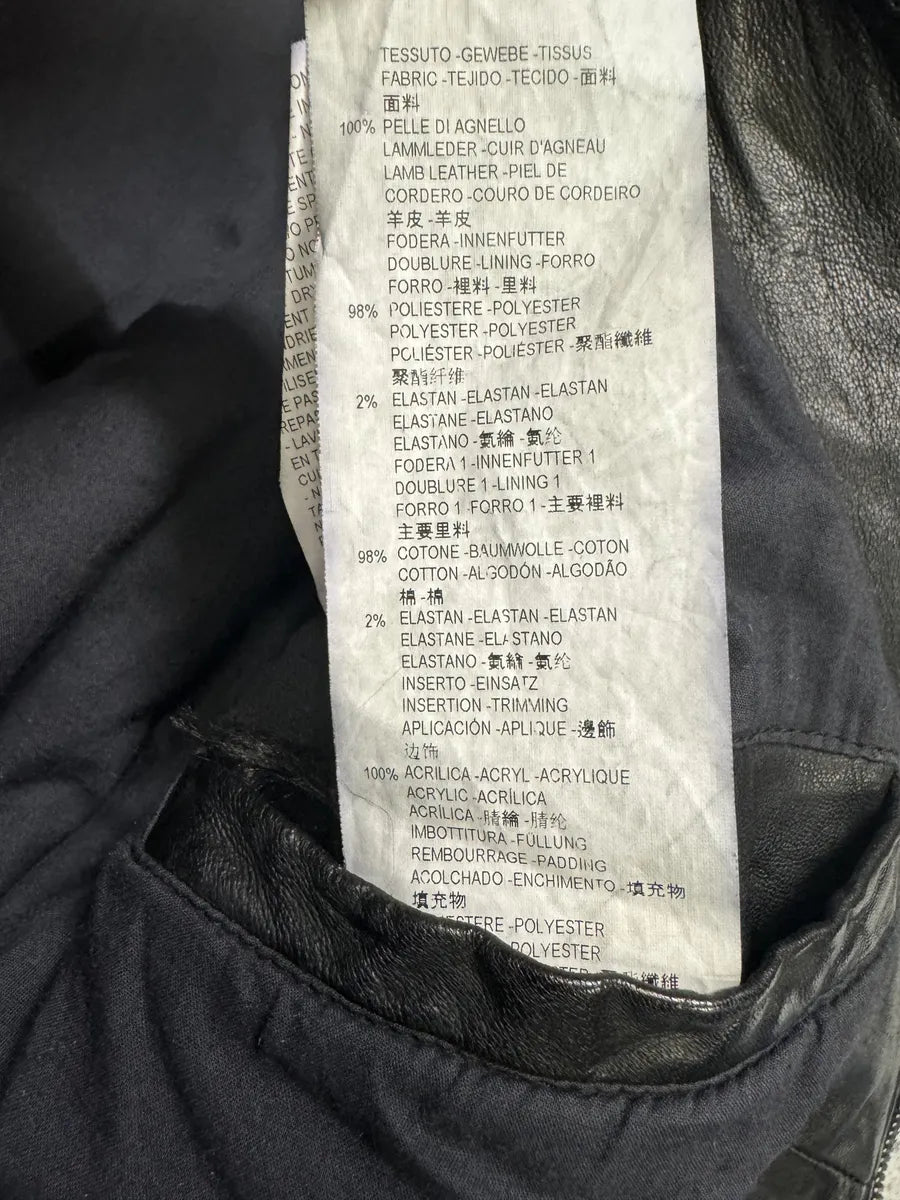 TESSUTO -GEWEBE -TISSUS
FABRIC -TEJIDO -TECIDO -面料
面料
100% PELLE DI AGNELLO
LAMMLEDER -CUIR D'AGNEAU
LAMB LEATHER -PIEL DE
CORDERO -COURO DE CORDEIRO
羊皮 -羊皮
FODERA -INNENFUTTER
DOUBLURE -LINING -FORRO
FORRO -裡料 -里料
98% POLIESTERE -POLYESTER
POLYESTER -POLYESTER
POLIÉSTER -POLIÉSTER -聚酯纖維
聚酯纤维
2% ELASTAN -ELASTAN -ELASTAN
ELASTANE -ELASTANO
ELASTANO -氨綸 -氨纶
FODERA 1 -INNENFUTTER 1
DOUBLURE 1 -LINING 1
FORRO 1 -FORRO 1 -主要裡料
主要里料
98% COTONE -BAUMWOLLE -COTON
COTTON -ALGODÓN -ALGODÃO
棉 -棉
2% ELASTAN -ELASTAN -ELASTAN
ELASTANE -ELASTANO
ELASTANO -氨綸 -氨纶
INSERTO -EINSATZ
INSERTION -TRIMMING
APLICACIÓN -APLIQUE -邊飾
边饰
100% ACRILICA -ACRYL -ACRYLIQUE
ACRYLIC -ACRÍLICA
ACRÍLICA -腈綸 -腈纶
IMBOTTITURA -FÜLLUNG
REMBOURRAGE -PADDING
ACOLCHADO -ENCHIMENTO -填充物
填充物
-POLYESTER
POLYESTER